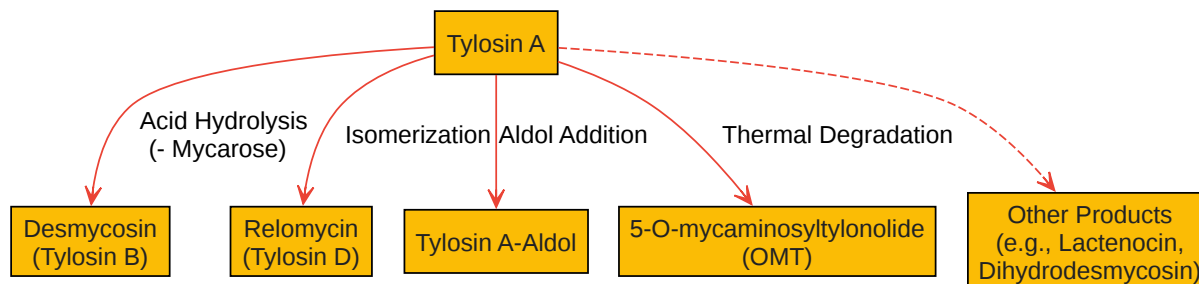 Tylosin A
Acid Hydrolysis
(- Mycarose)
Isomerization
Aldol Addition
Thermal Degradation
Desmycosin
(Tylosin B)
Relomycin
(Tylosin D)
Tylosin A-Aldol
5-O-mycaminosyltylonolide
(OMT)
Other Products
(e.g., Lactenocin,
Dihydrodesmycosin)